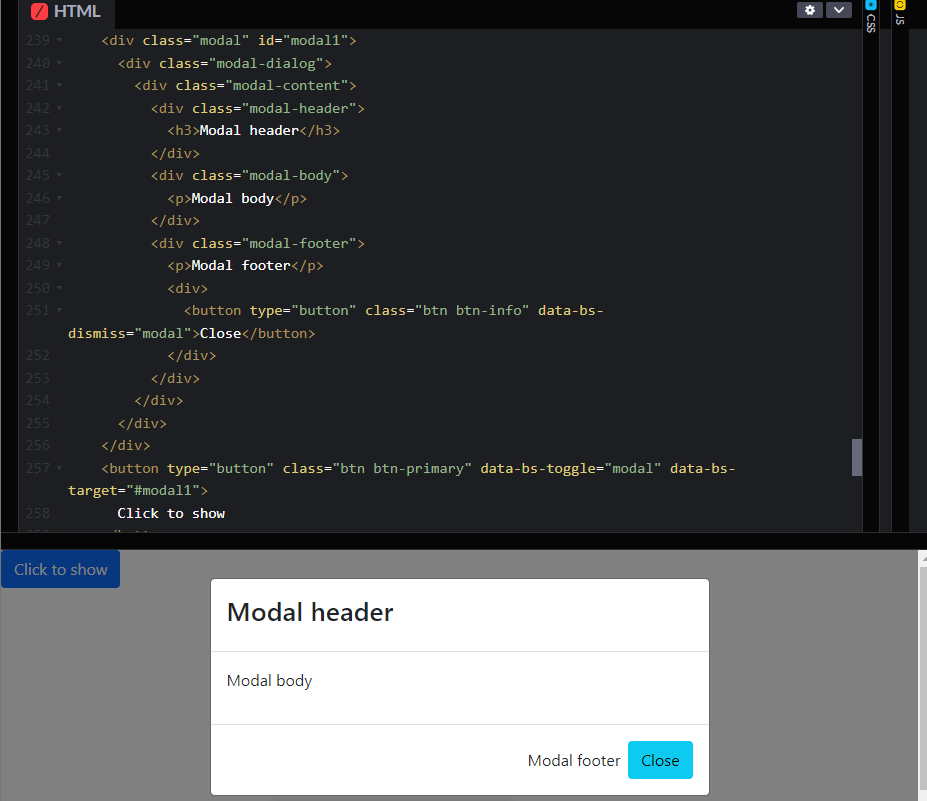 HTML
CSS
JS
239 <div class="modal" id="modal1">
240 <div class="modal-dialog">
241 <div class="modal-content">
242 <div class="modal-header">
243 <h3>Modal header</h3>
244 </div>
245 <div class="modal-body">
246 <p>Modal body</p>
247 </div>
248 <div class="modal-footer">
249 <p>Modal footer</p>
250 <div>
251 <button type="button" class="btn btn-info" data-bs-
dismiss="modal">Close</button>
252 </div>
253 </div>
254 </div>
255 </div>
256 </div>
257 <button type="button" class="btn btn-primary" data-bs-toggle="modal" data-bs-
target="#modal1">
258 Click to show
Click to show
Modal header
Modal body
Modal footer Close